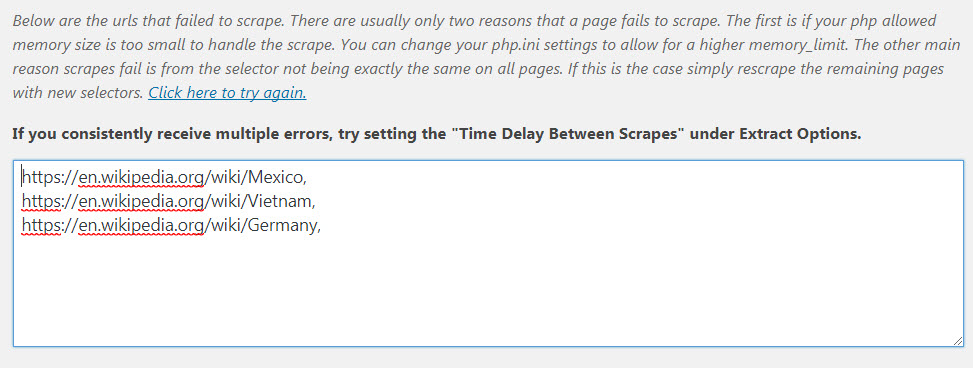 Below are the urls that failed to scrape. There are usually only two reasons that a page fails to scrape. The first is if your php allowed
memory size is too small to handle the scrape. You can change your php.ini settings to allow for a higher memory_limit. The other main
reason scrapes fail is from the selector not being exactly the same on all pages. If this is the case simply rescrape the remaining pages
with new selectors. Click here to try again.
If you consistently receive multiple errors, try setting the "Time Delay Between Scrapes" under Extract Options.
https://en.wikipedia.org/wiki/Mexico,
https://en.wikipedia.org/wiki/Vietnam,
https://en.wikipedia.org/wiki/Germany,